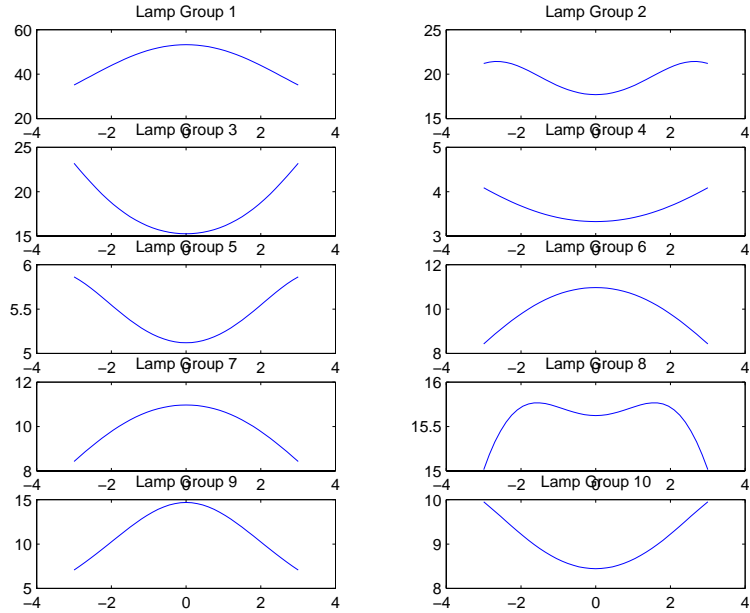 Lamp Group 1
60
40
20
−4 −2 0 2 4
Lamp Group 2
25
20
15
−4 −2 0 2 4
Lamp Group 3
25
20
15
−4 −2 0 2 4
Lamp Group 4
5
4
3
−4 −2 0 2 4
Lamp Group 5
6
5.5
5
−4 −2 0 2 4
Lamp Group 6
12
10
8
−4 −2 0 2 4
Lamp Group 7
12
10
8
−4 −2 0 2 4
Lamp Group 8
16
15.5
15
−4 −2 0 2 4
Lamp Group 9
15
10
5
−4 −2 0 2 4
Lamp Group 10
10
9
8
−4 −2 0 2 4